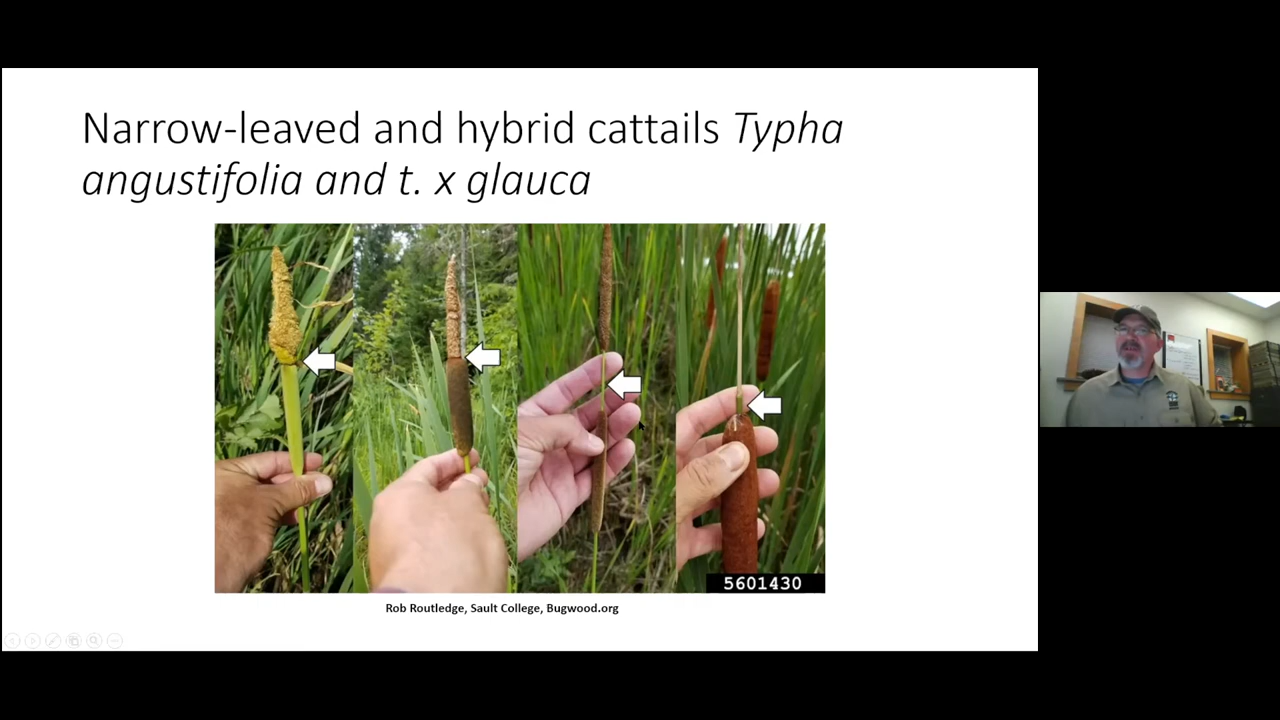 Narrow-leaved and hybrid cattails Typha
angustifolia and t. x glauca
5601430
Rob Routledge, Sault College, Bugwood.org